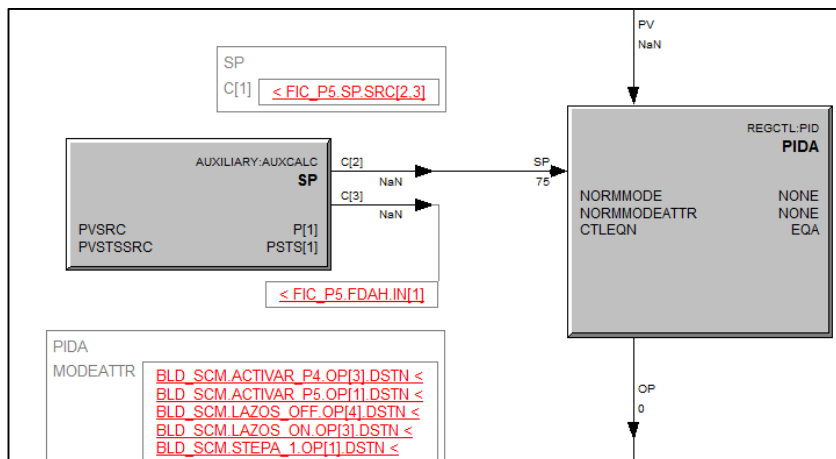 PV
NaN
SP
C[1] < FIC_P5.SP.SRC[2,3]
AUXILIARY:AUXCALC
SP
PVSRC P[1]
PVSTSSRC PSTS[1]
C[2]
NaN
C[3]
NaN
SP
75
REGCTL:PID
PIDA
NORMMODE NONE
NORMMODEATTR NONE
CTLEQN EQA
< FIC_P5.FDAH.IN[1]
PIDA
MODEATTR
BLD_SCM.ACTIVAR_P4.OP[3].DSTN <
BLD_SCM.ACTIVAR_P5.OP[1].DSTN <
BLD_SCM.LAZOS_OFF.OP[4].DSTN <
BLD_SCM.LAZOS_ON.OP[3].DSTN <
BLD_SCM.STEPA_1.OP[1].DSTN <
OP
0